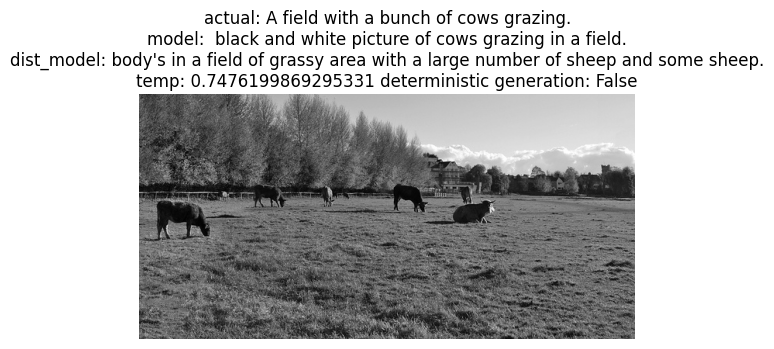 actual: A field with a bunch of cows grazing.
model:  black and white picture of cows grazing in a field.
dist_model: body's in a field of grassy area with a large number of sheep and some sheep.
temp: 0.7476199869295331 deterministic generation: False